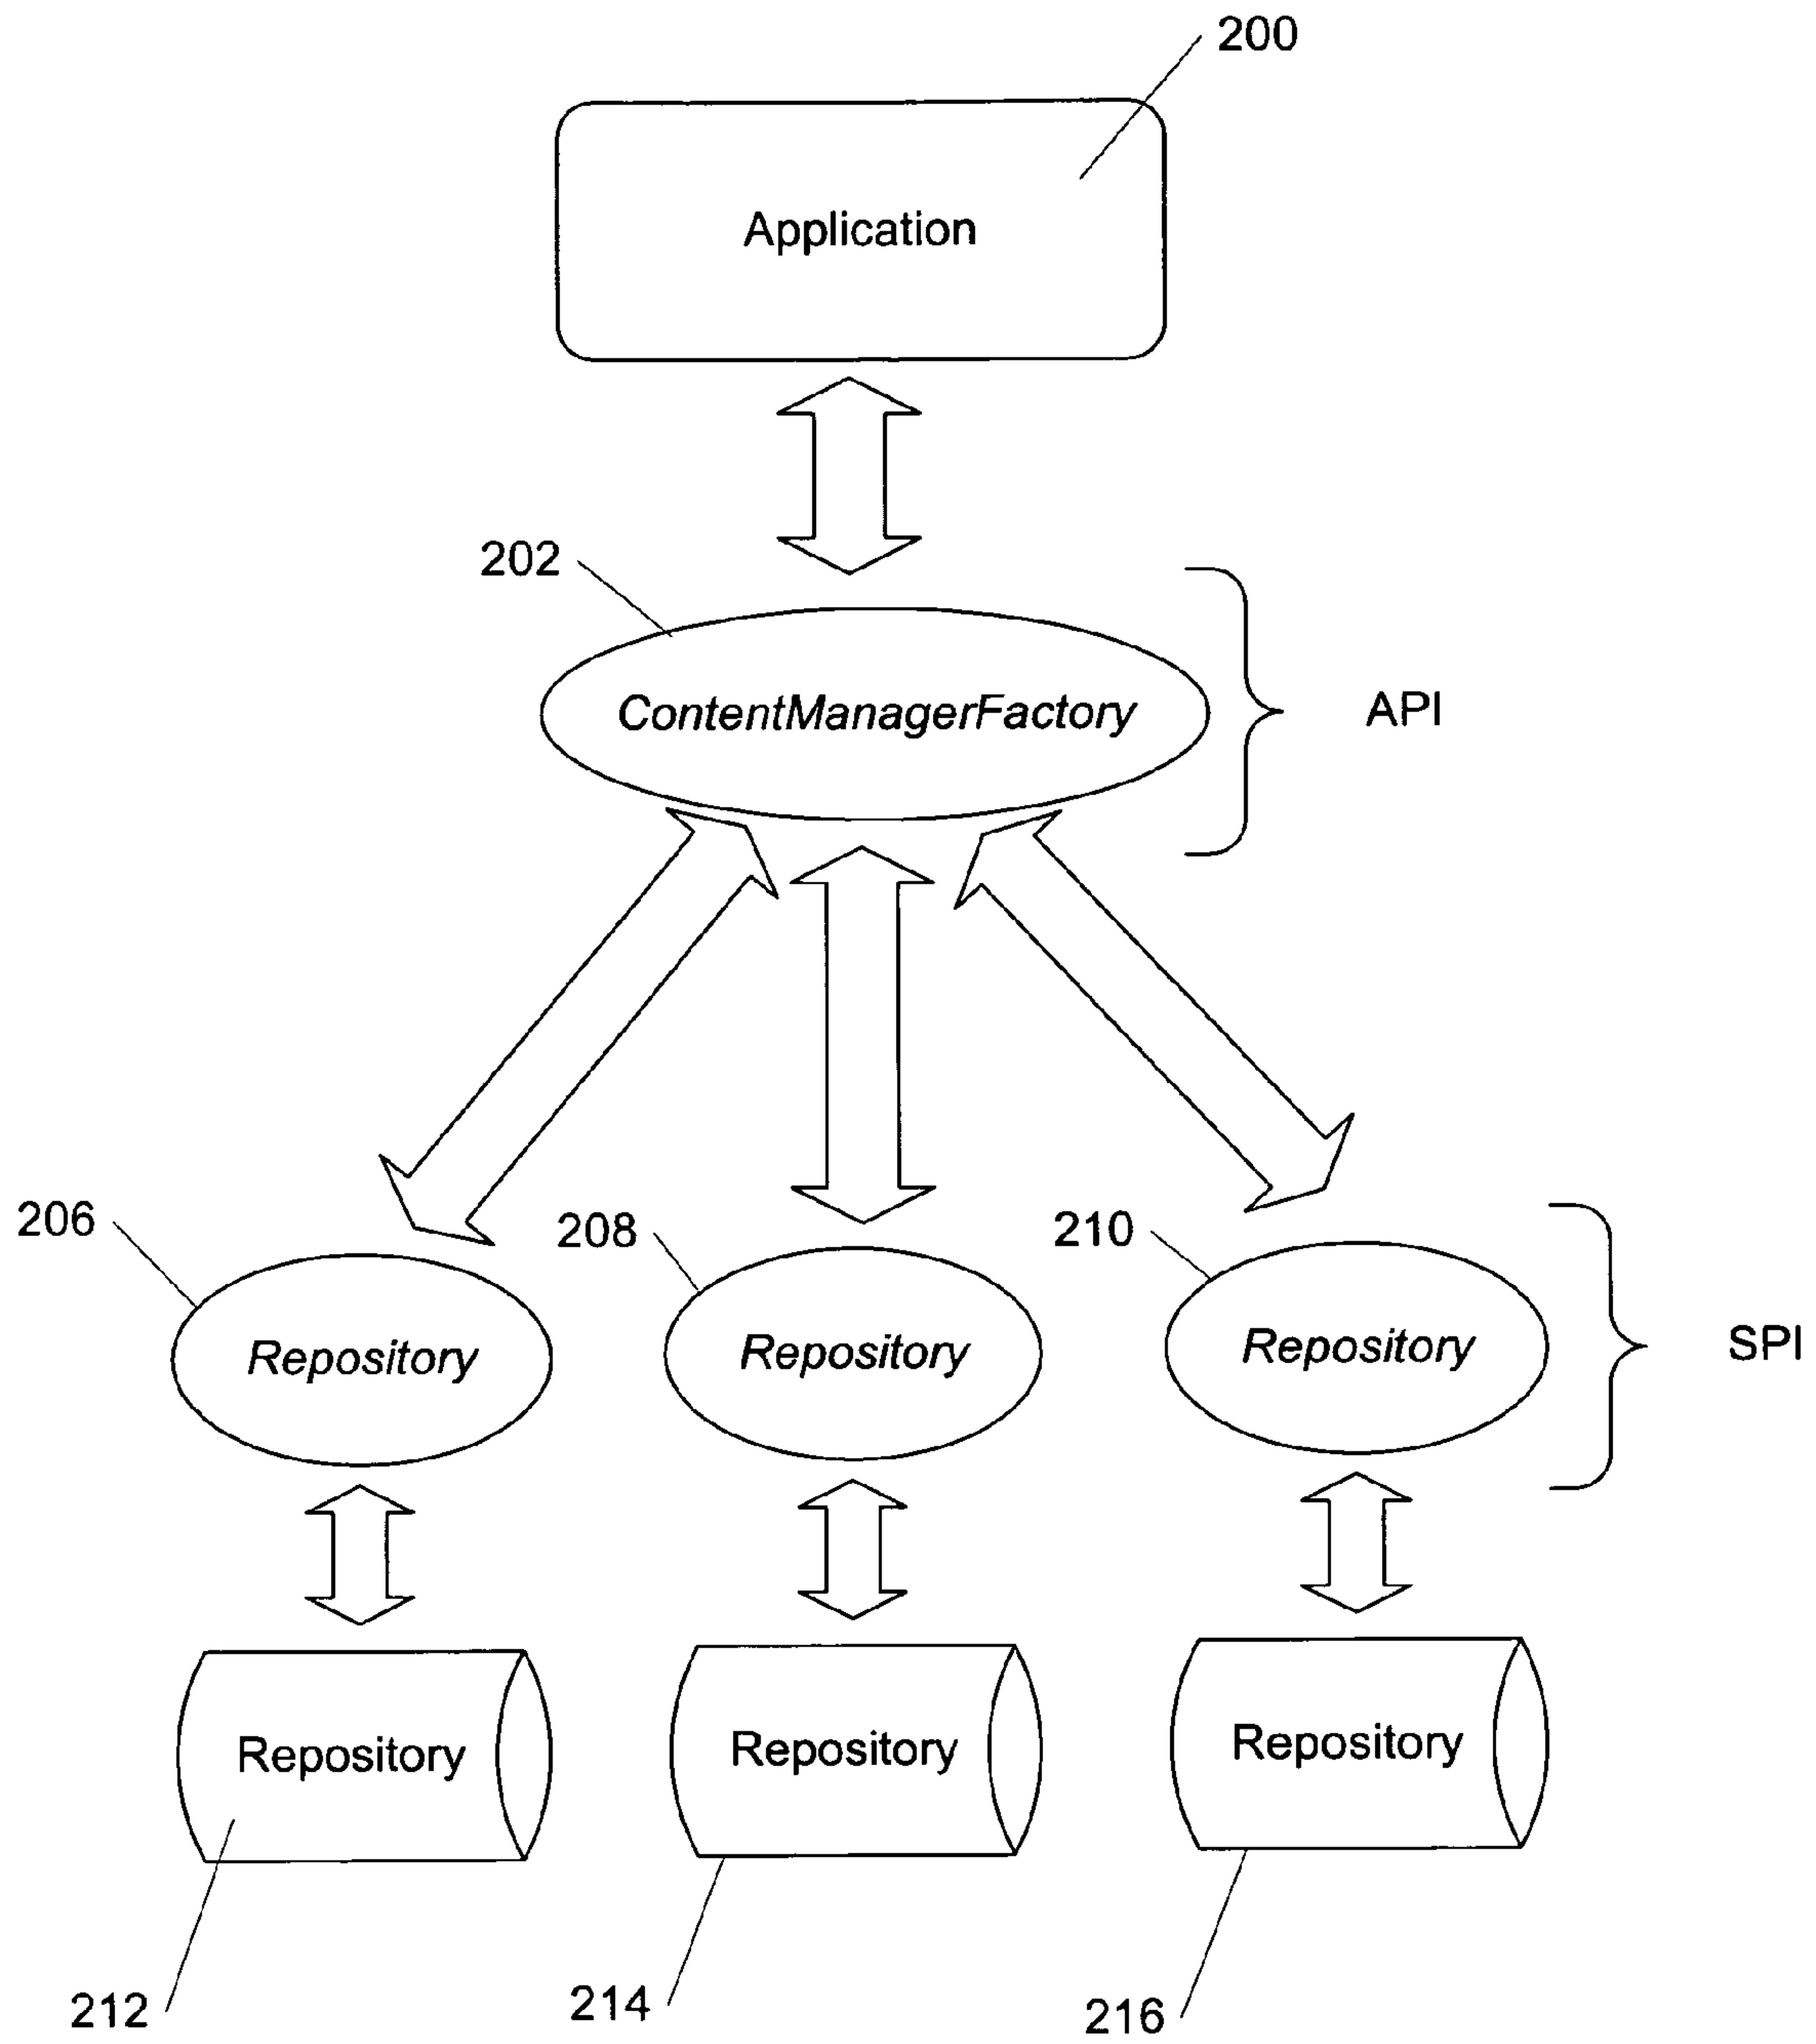 200
Application
202
ContentManagerFactory
API
206
208
210
Repository
Repository
Repository
SPI
Repository
Repository
Repository
212
214
216